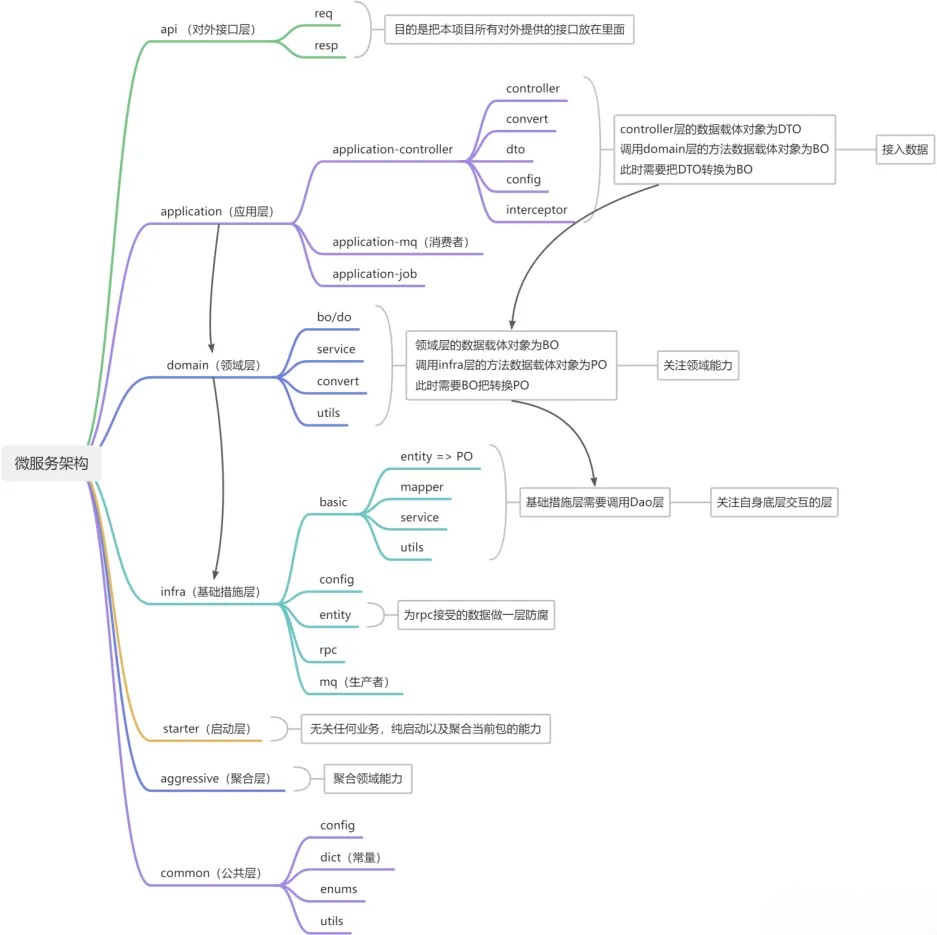 微服务架构
api （对外接口层）
req
resp
目的是把本项目所有对外提供的接口放在里面
application（应用层）
application-controller
controller
convert
dto
config
interceptor
controller层的数据载体对象为DTO
调用domain层的方法数据载体对象为BO
此时需要把DTO转换为BO
接入数据
application-mq（消费者）
application-job
domain（领域层）
bo/do
service
convert
utils
领域层的数据载体对象为BO
调用infra层的方法数据载体对象为PO
此时需要BO把转换PO
关注领域能力
infra（基础措施层）
basic
entity => PO
mapper
service
utils
基础措施层需要调用Dao层
关注自身底层交互的层
config
entity
为rpc接受的数据做一层防腐
rpc
mq（生产者）
starter（启动层）
无关任何业务，纯启动以及聚合当前包的能力
aggressive（聚合层）
聚合领域能力
common（公共层）
config
dict（常量）
enums
utils